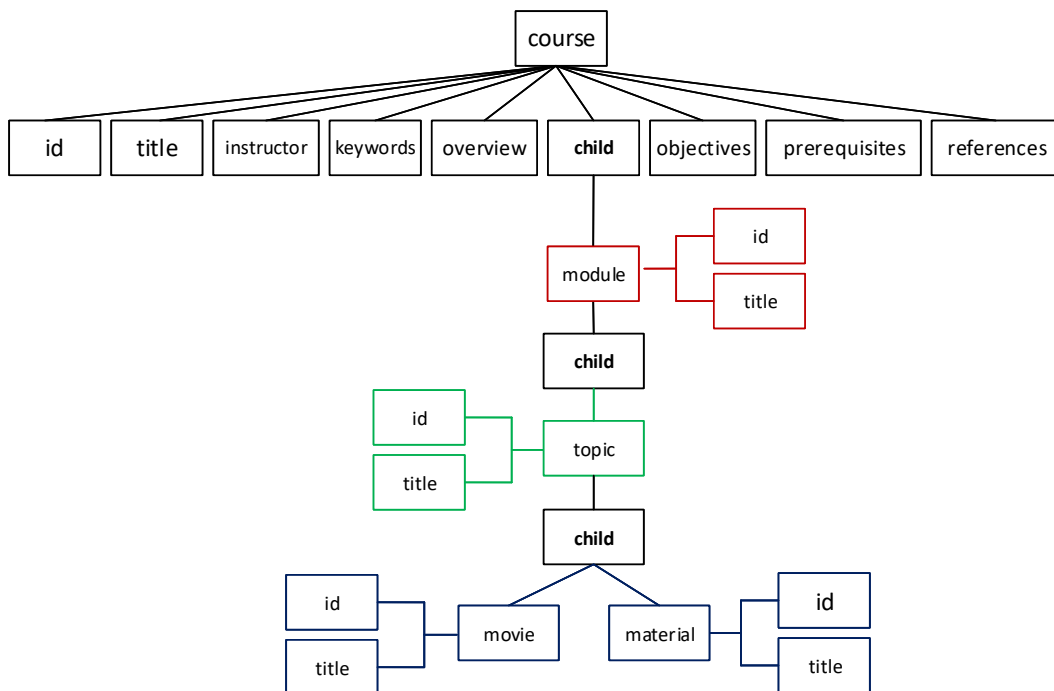 course
id
title
instructor
keywords
overview
child
objectives
prerequisites
references
module
id
title
child
id
title
topic
child
id
title
movie
material
id
title